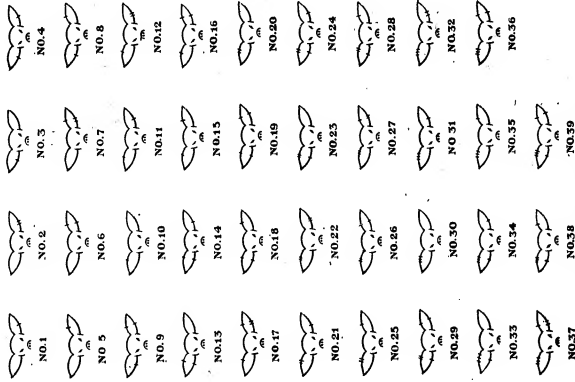 NO.1 NO.2 NO.3 NO.4
NO 5 NO.6 NO.7 NO.8
NO.9 NO.10 NO.11 NO.12
NO.13 NO.14 NO.15 NO.16
NO.17 NO.18 NO.19 NO.20
NO.21 NO.22 NO.23 NO.24
NO.25 NO.26 NO.27 NO.28
NO.29 NO.30 NO 31 NO.32
NO.33 NO.34 NO.35 NO.36
NO.37 NO.38 NO.39